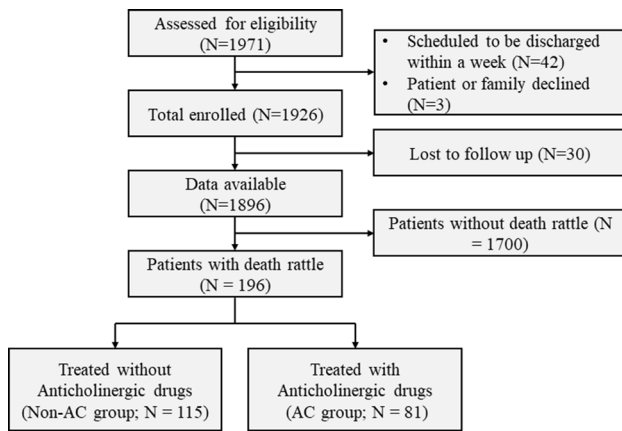 Assessed for eligibility
(N=1971)
• Scheduled to be discharged
within a week (N=42)
• Patient or family declined
(N=3)
Total enrolled (N=1926)
Lost to follow up (N=30)
Data available
(N=1896)
Patients without death rattle (N
= 1700)
Patients with death rattle
(N = 196)
Treated without
Anticholinergic drugs
(Non-AC group; N = 115)
Treated with
Anticholinergic drugs
(AC group; N = 81)